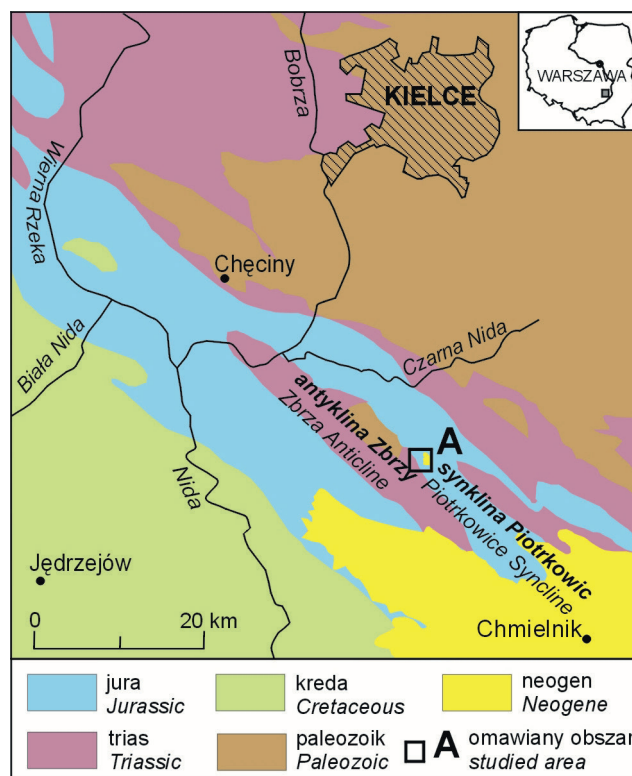 WARSZAWA
Bobrza
KIELCE
Wierna Rzeka
Chęciny
Biała Nida
Czarna Nida
antyklina Zbrzy
Zbrza Anticline
A
synklina Piotrkowic
Piotrkowice Syncline
Nida
Jędrzejów
0 20 km
Chmielnik
jura
Jurassic
kreda
Cretaceous
neogen
Neogene
trias
Triassic
paleozoik
Paleozoic
A omawiany obszar
studied area